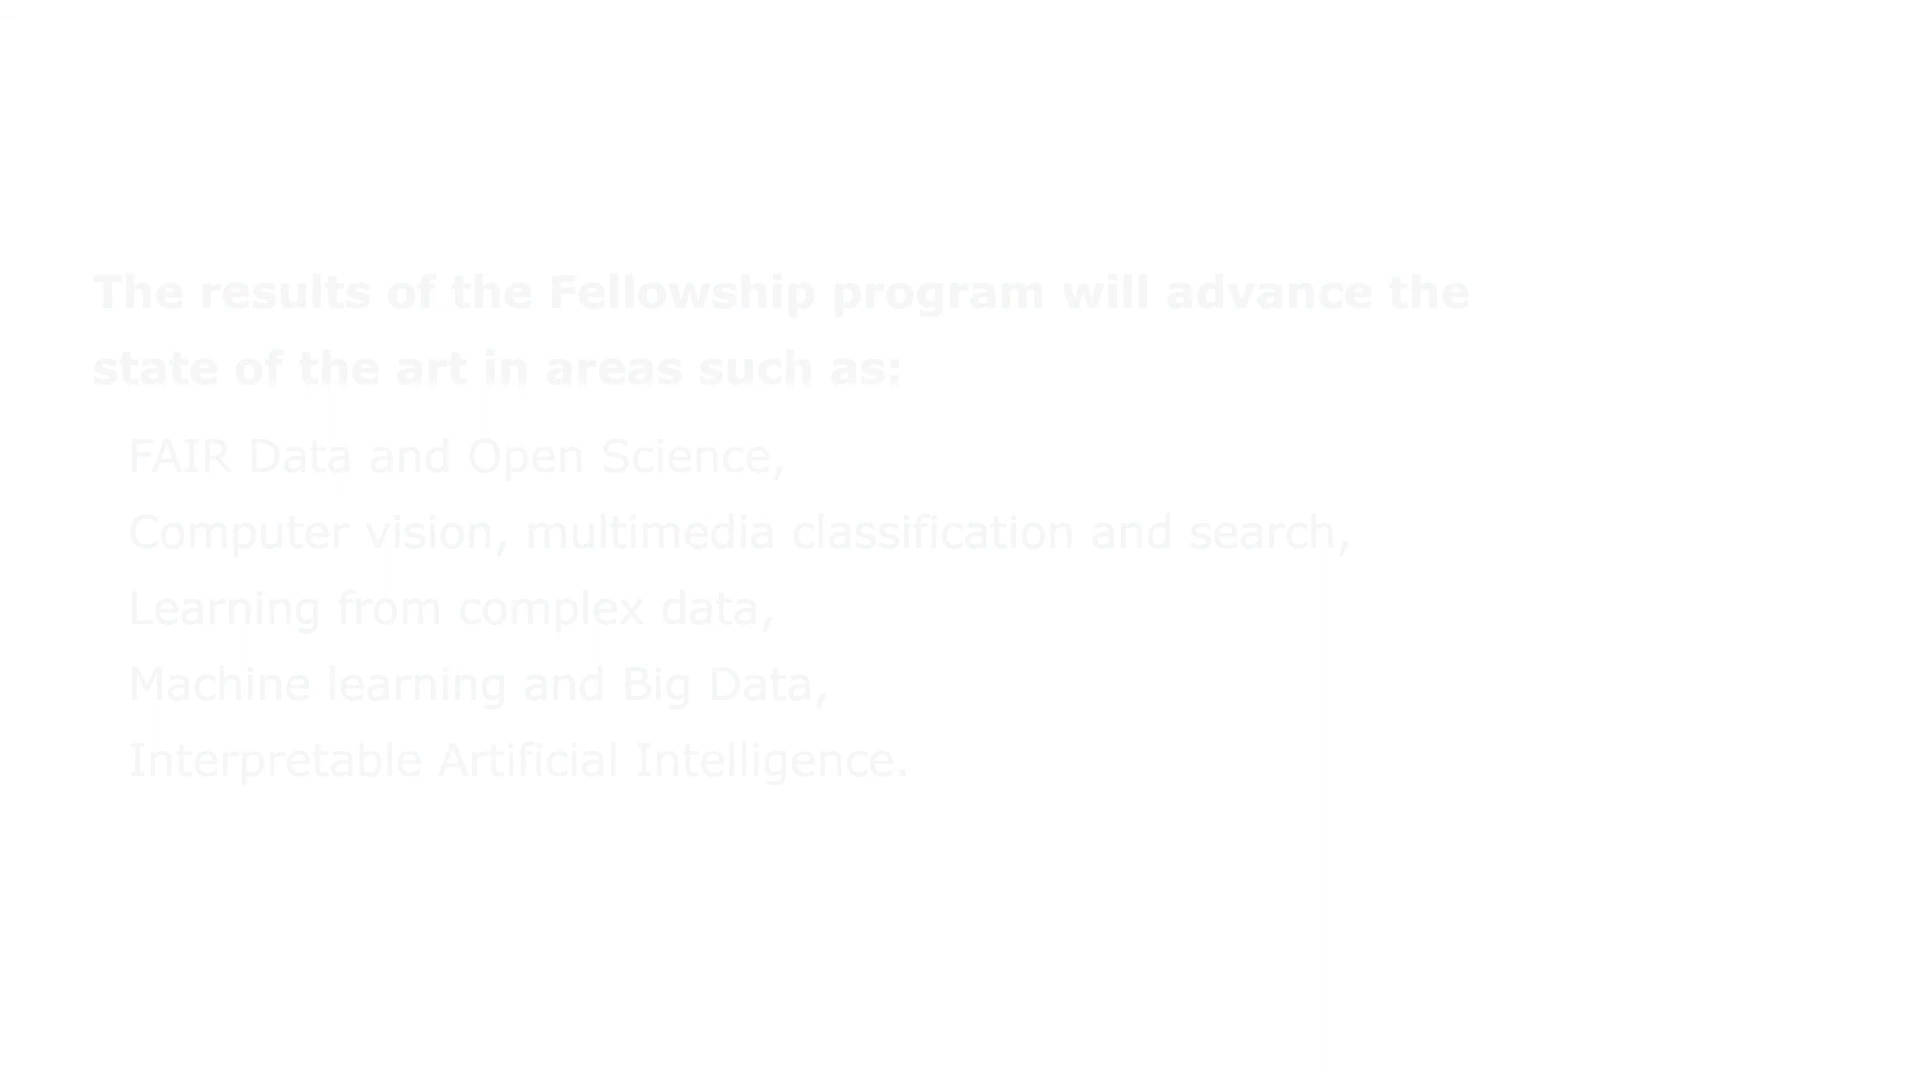 The results of the Fellowship program will advance the
state of the art in areas such as:
FAIR Data and Open Science,
Computer vision, multimedia classification and search,
Learning from complex data,
Machine learning and Big Data,
Interpretable Artificial Intelligence.